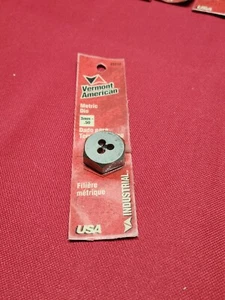 Vermont
American
Metric
Die
Filière
métrique
INDUSTRIAL
USA